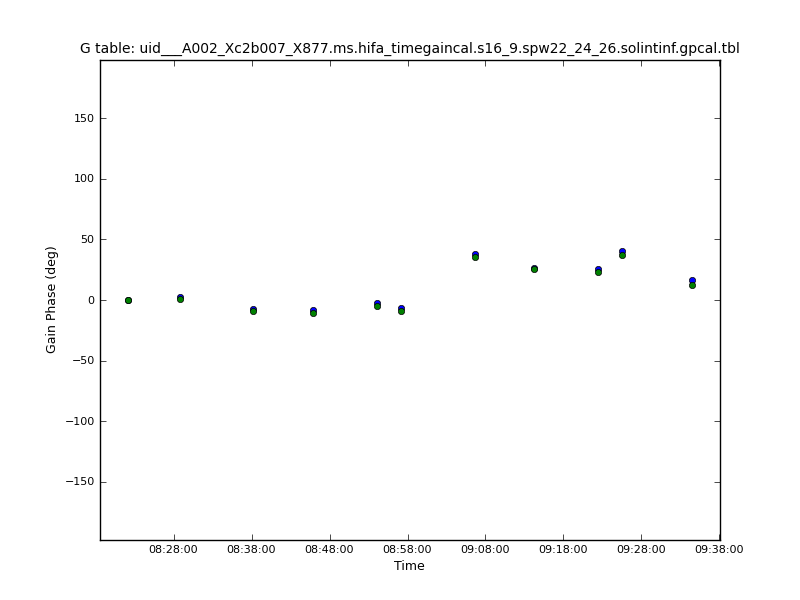 G table: uid___A002_Xc2b007_X877.ms.hifa_timegaincal.s16_9.spw22_24_26.solintinf.gpcal.tbl
150
100
50
0
−50
−100
−150
Gain Phase (deg)
08:28:00 08:38:00 08:48:00 08:58:00 09:08:00 09:18:00 09:28:00 09:38:00
Time